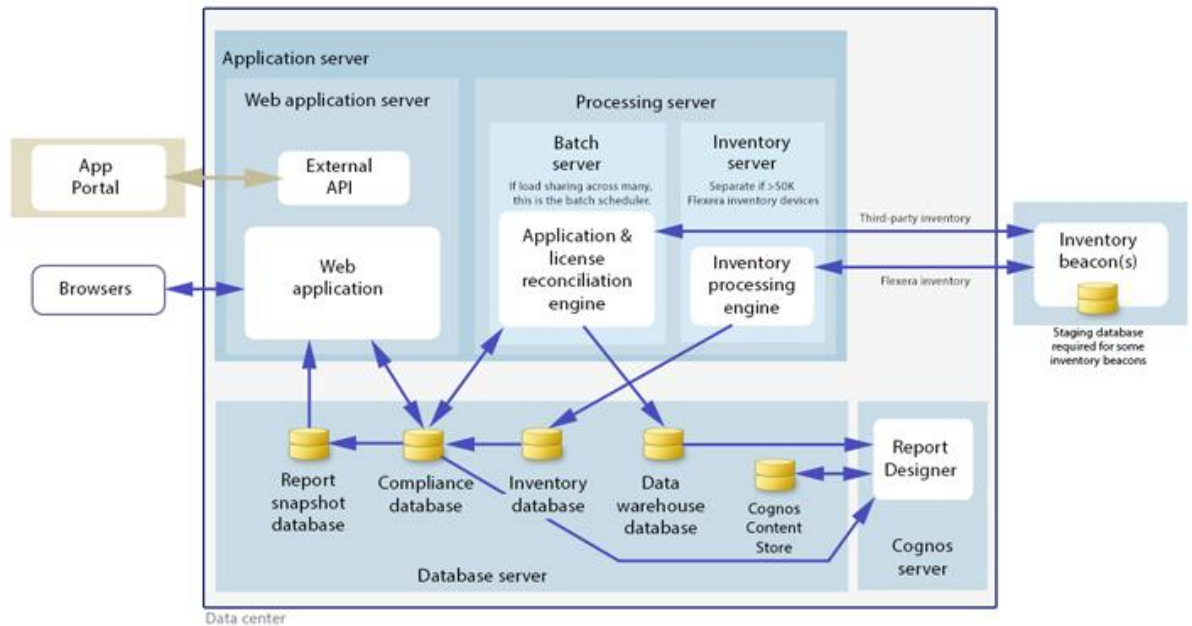 Application server
Web application server
Processing server
Batch
server
If load sharing across many,
this is the batch scheduler.
Inventory
server
Separate if >50K
Flexera inventory devices
App
Portal
External
API
Browsers
Web
application
Application &
license
reconciliation
engine
Inventory
processing
engine
Third-party inventory
Flexera inventory
Inventory
beacon(s)
Staging database
required for some
inventory beacons
Report
snapshot
database
Compliance
database
Inventory
database
Data
warehouse
database
Cognos
Content
Store
Report
Designer
Database server
Cognos
server
Data center